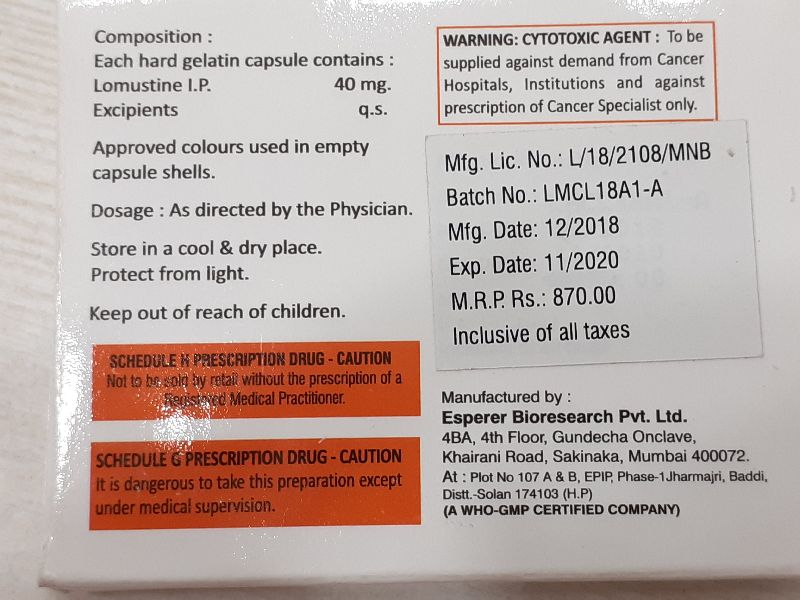 Composition :
Each hard gelatin capsule contains :
Lomustine I.P. 40 mg.
Excipients q.s.
Approved colours used in empty
capsule shells.
Dosage : As directed by the Physician.
Store in a cool & dry place.
Protect from light.
Keep out of reach of children.
SCHEDULE H PRESCRIPTION DRUG - CAUTION
Not to be sold by retail without the prescription of a
Registered Medical Practitioner.
SCHEDULE G PRESCRIPTION DRUG - CAUTION
It is dangerous to take this preparation except
under medical supervision.
WARNING: CYTOTOXIC AGENT : To be
supplied against demand from Cancer
Hospitals, Institutions and against
prescription of Cancer Specialist only.
Mfg. Lic. No.: L/18/2108/MNB
Batch No.: LMCL18A1-A
Mfg. Date: 12/2018
Exp. Date: 11/2020
M.R.P. Rs.: 870.00
Inclusive of all taxes
Manufactured by :
Esperer Bioresearch Pvt. Ltd.
4BA, 4th Floor, Gundecha Onclave,
Khairani Road, Sakinaka, Mumbai 400072.
At : Plot No 107 A & B, EPIP, Phase-1Jharmajri, Baddi,
Distt.-Solan 174103 (H.P)
(A WHO-GMP CERTIFIED COMPANY)